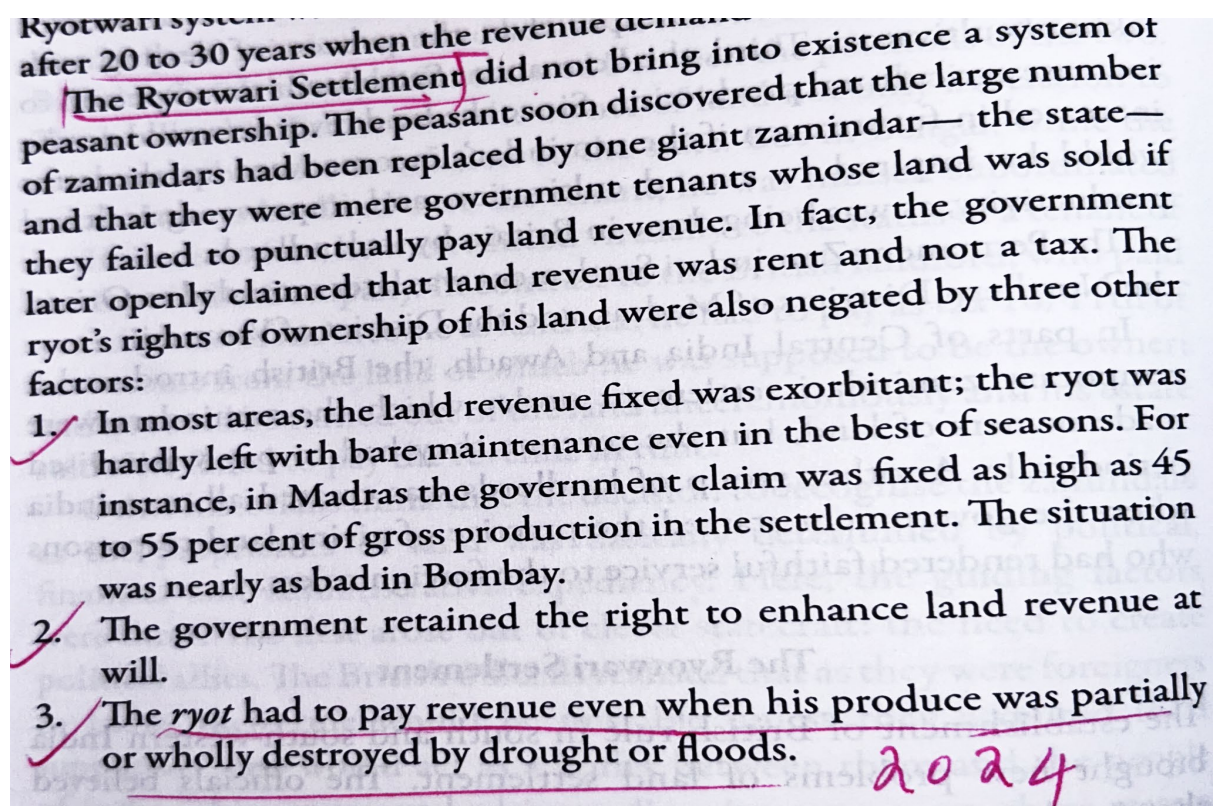 Ryotwari system
after 20 to 30 years when the revenue demand
The Ryotwari Settlement did not bring into existence a system of
peasant ownership. The peasant soon discovered that the large number
of zamindars had been replaced by one giant zamindar— the state—
and that they were mere government tenants whose land was sold if
they failed to punctually pay land revenue. In fact, the government
later openly claimed that land revenue was rent and not a tax. The
ryot's rights of ownership of his land were also negated by three other
factors:
1. In most areas, the land revenue fixed was exorbitant; the ryot was
hardly left with bare maintenance even in the best of seasons. For
instance, in Madras the government claim was fixed as high as 45
to 55 per cent of gross production in the settlement. The situation
was nearly as bad in Bombay.
2. The government retained the right to enhance land revenue at
will.
3. The ryot had to pay revenue even when his produce was partially
or wholly destroyed by drought or floods.
2024